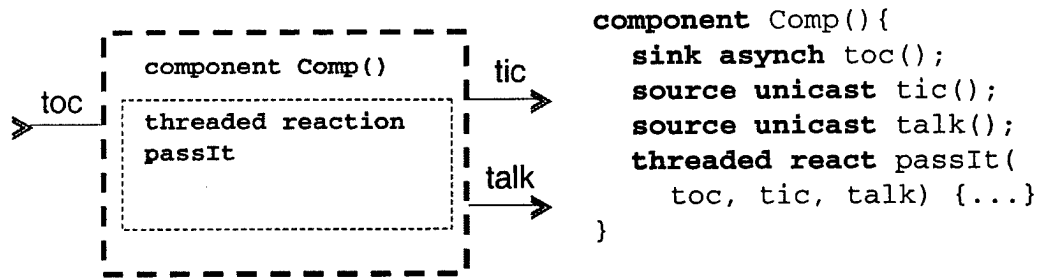 component Comp()
toc
tic
threaded reaction
passIt
talk
component Comp(){
sink asynch toc();
source unicast tic();
source unicast talk();
threaded react passIt(
toc, tic, talk) {...}
}